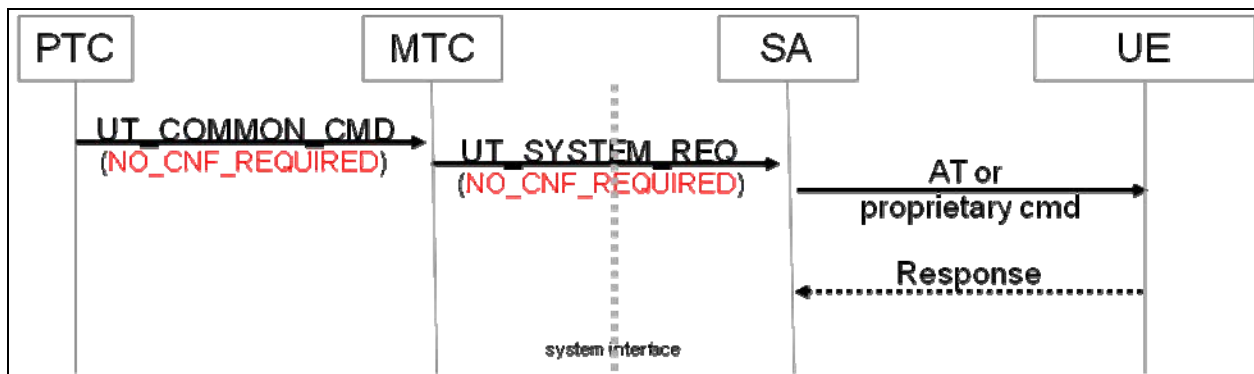 PTC
MTC
SA
UE
UT_COMMON_CMD
(NO_CNF_REQUIRED)
UT_SYSTEM_REQ
(NO_CNF_REQUIRED)
AT or
proprietary cmd
Response
system interface